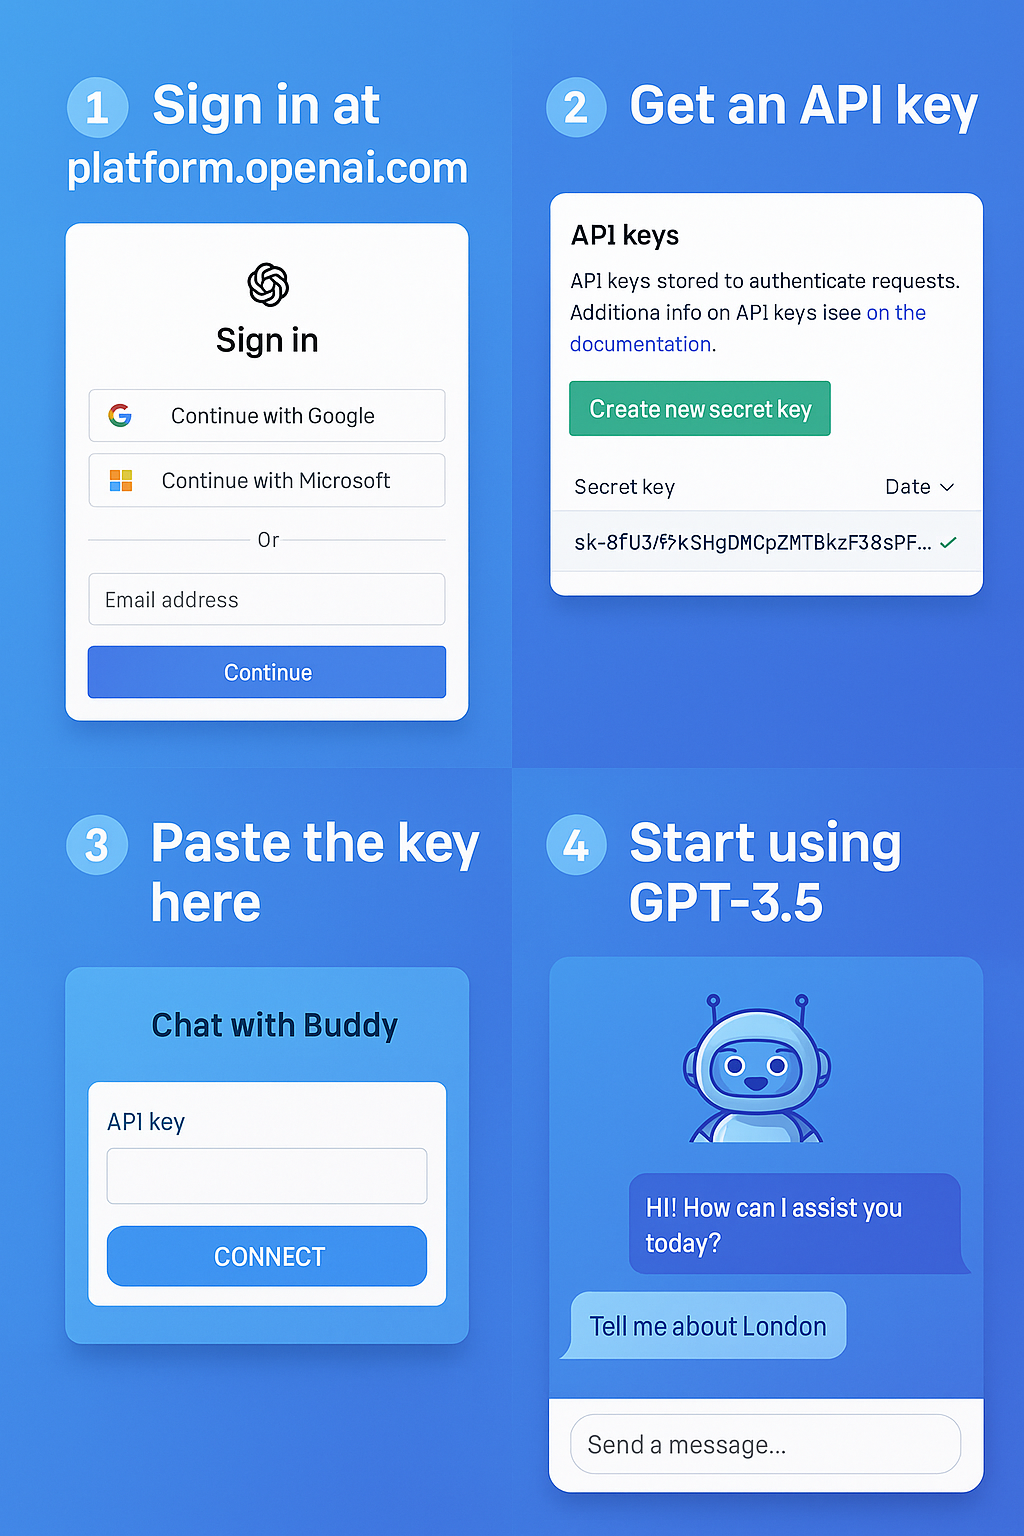 1 Sign in at
platform.openai.com
Sign in
Continue with Google
Continue with Microsoft
Or
Email address
Continue
2 Get an API key
API keys
API keys stored to authenticate requests.
Additiona info on API keys isee on the
documentation.
Create new secret key
Secret key Date
3 Paste the key
here
Chat with Buddy
API key
CONNECT
4 Start using
GPT-3.5
HI! How can I assist you
today?
Tell me about London
Send a message...